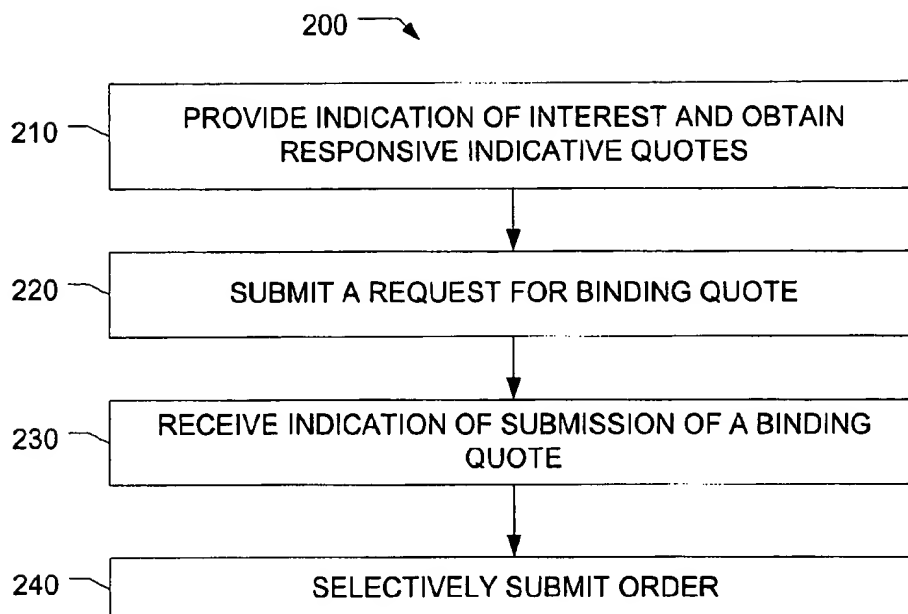 200
210
PROVIDE INDICATION OF INTEREST AND OBTAIN
RESPONSIVE INDICATIVE QUOTES
220
SUBMIT A REQUEST FOR BINDING QUOTE
230
RECEIVE INDICATION OF SUBMISSION OF A BINDING
QUOTE
240
SELECTIVELY SUBMIT ORDER